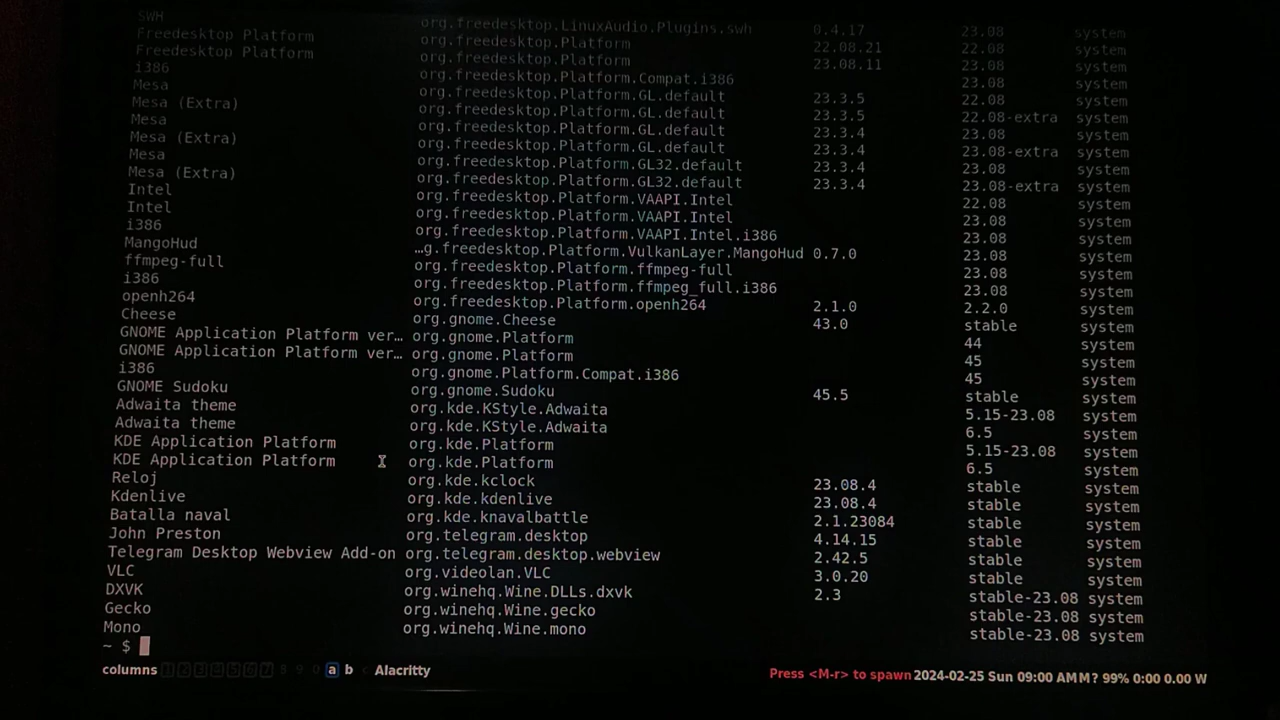 SWH org.freedesktop.LinuxAudio.Plugins.swh 0.4.17 23.08 system
Freedesktop Platform org.freedesktop.Platform 22.08.21 22.08 system
Freedesktop Platform org.freedesktop.Platform 23.08.11 23.08 system
i386 org.freedesktop.Platform.Compat.i386 23.08 system
Mesa org.freedesktop.Platform.GL.default 23.3.5 22.08 system
Mesa (Extra) org.freedesktop.Platform.GL.default 23.3.5 22.08-extra system
Mesa org.freedesktop.Platform.GL.default 23.3.4 23.08 system
Mesa (Extra) org.freedesktop.Platform.GL.default 23.3.4 23.08-extra system
Mesa org.freedesktop.Platform.GL32.default 23.3.4 23.08 system
Mesa (Extra) org.freedesktop.Platform.GL32.default 23.3.4 23.08-extra system
Intel org.freedesktop.Platform.VAAPI.Intel 22.08 system
Intel org.freedesktop.Platform.VAAPI.Intel 23.08 system
i386 org.freedesktop.Platform.VAAPI.Intel.i386 23.08 system
MangoHud …g.freedesktop.Platform.VulkanLayer.MangoHud 0.7.0 23.08 system
ffmpeg-full org.freedesktop.Platform.ffmpeg-full 23.08 system
i386 org.freedesktop.Platform.ffmpeg_full.i386 23.08 system
openh264 org.freedesktop.Platform.openh264 2.1.0 2.2.0 system
Cheese org.gnome.Cheese 43.0 stable system
GNOME Application Platform ver… org.gnome.Platform 44 system
GNOME Application Platform ver… org.gnome.Platform 45 system
i386 org.gnome.Platform.Compat.i386 45 system
GNOME Sudoku org.gnome.Sudoku 45.5 stable system
Adwaita theme org.kde.KStyle.Adwaita 5.15-23.08 system
Adwaita theme org.kde.KStyle.Adwaita 6.5 system
KDE Application Platform org.kde.Platform 5.15-23.08 system
KDE Application Platform org.kde.Platform 6.5 system
Reloj org.kde.kclock 23.08.4 stable system
Kdenlive org.kde.kdenlive 23.08.4 stable system
Batalla naval org.kde.knavalbattle 2.1.23084 stable system
John Preston org.telegram.desktop 4.14.15 stable system
Telegram Desktop Webview Add-on org.telegram.desktop.webview 2.42.5 stable system
VLC org.videolan.VLC 3.0.20 stable system
DXVK org.winehq.Wine.DLLs.dxvk 2.3 stable-23.08 system
Gecko org.winehq.Wine.gecko stable-23.08 system
Mono org.winehq.Wine.mono stable-23.08 system
~ $
columns 1 2 3 4 5 6 7 8 9 0 a b c Alacritty Press <M-r> to spawn 2024-02-25 Sun 09:00 AM M? 99% 0:00 0.00 W